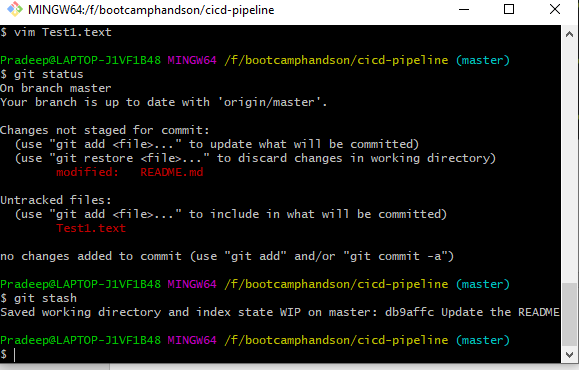 MINGW64:/f/bootcamphandson/cicd-pipeline
$ vim Test1.text
Pradeep@LAPTOP-J1VF1B48 MINGW64 /f/bootcamphandson/cicd-pipeline (master)
$ git status
On branch master
Your branch is up to date with 'origin/master'.
Changes not staged for commit:
  (use "git add <file>..." to update what will be committed)
  (use "git restore <file>..." to discard changes in working directory)
        modified:   README.md
Untracked files:
  (use "git add <file>..." to include in what will be committed)
        Test1.text
no changes added to commit (use "git add" and/or "git commit -a")
Pradeep@LAPTOP-J1VF1B48 MINGW64 /f/bootcamphandson/cicd-pipeline (master)
$ git stash
Saved working directory and index state WIP on master: db9affc Update the README
Pradeep@LAPTOP-J1VF1B48 MINGW64 /f/bootcamphandson/cicd-pipeline (master)
$